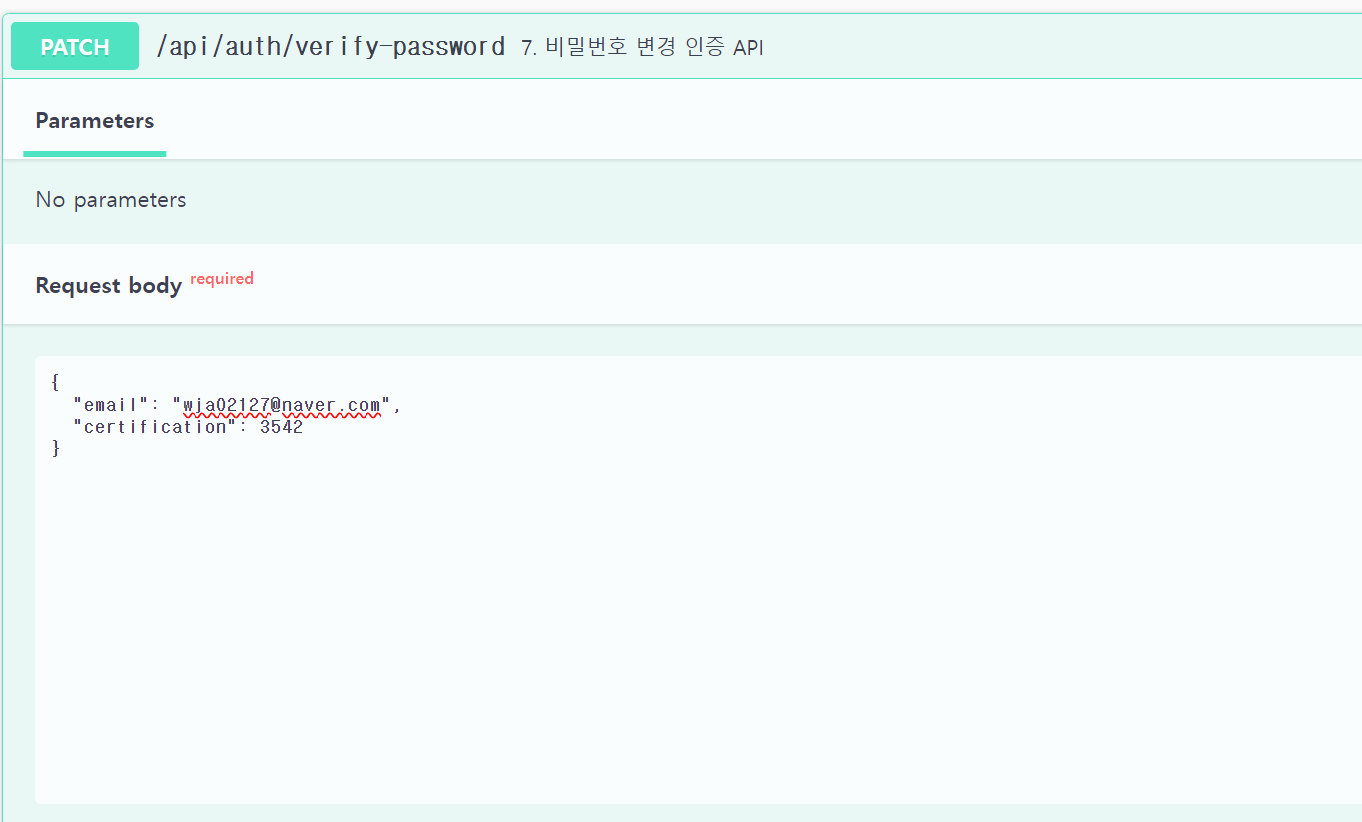 PATCH /api/auth/verify-password 7. 비밀번호 변경 인증 API
Parameters
No parameters
Request body required
{
  "email": "wja02127@naver.com",
  "certification": 3542
}